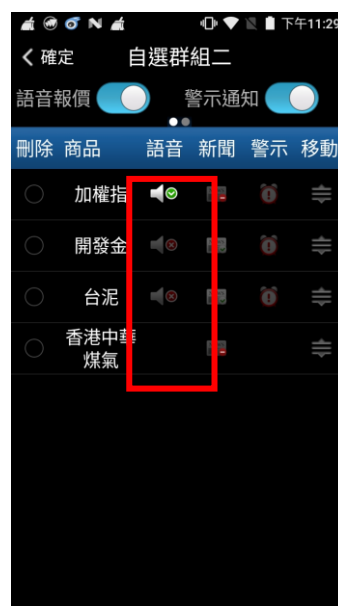 下午11:29
確定 自選群組二
語音報價 警示通知
刪除 商品 語音 新聞 警示 移動
加權指
開發金
台泥
香港中華
煤氣